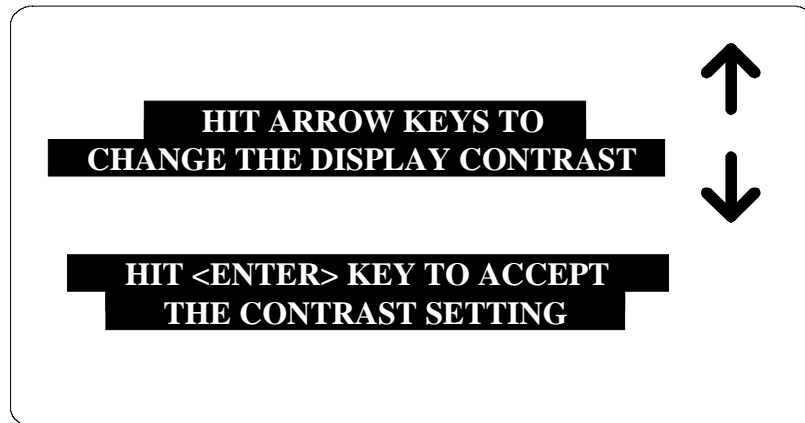 HIT ARROW KEYS TO
CHANGE THE DISPLAY CONTRAST
HIT <ENTER> KEY TO ACCEPT
THE CONTRAST SETTING